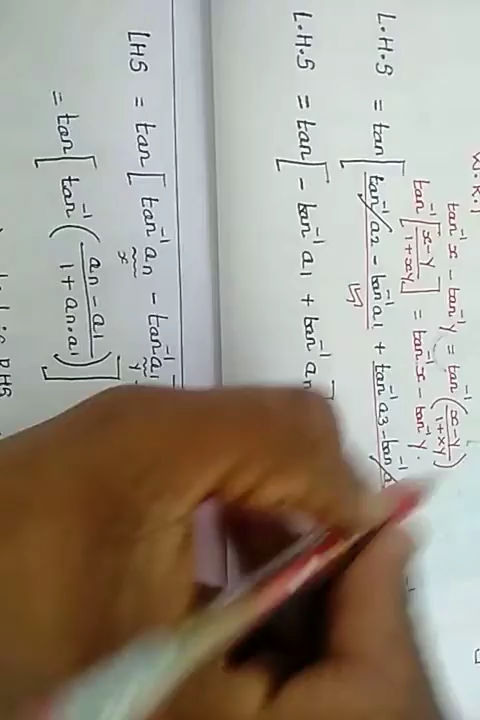 W.K.T
tan⁻¹x - tan⁻¹y = tan⁻¹(x-y/1+xy)
tan⁻¹[x-y/1+xy] = tan⁻¹x - tan⁻¹y.
L.H.S = tan[tan⁻¹a2 - tan⁻¹a1 + tan⁻¹a3 - tan⁻¹
L.H.S = tan[- tan⁻¹a1 + tan⁻¹an]
LHS = tan[tan⁻¹an - tan⁻¹a1
x y
= tan[tan⁻¹(an - a1/1 + an.a1)]
RHS